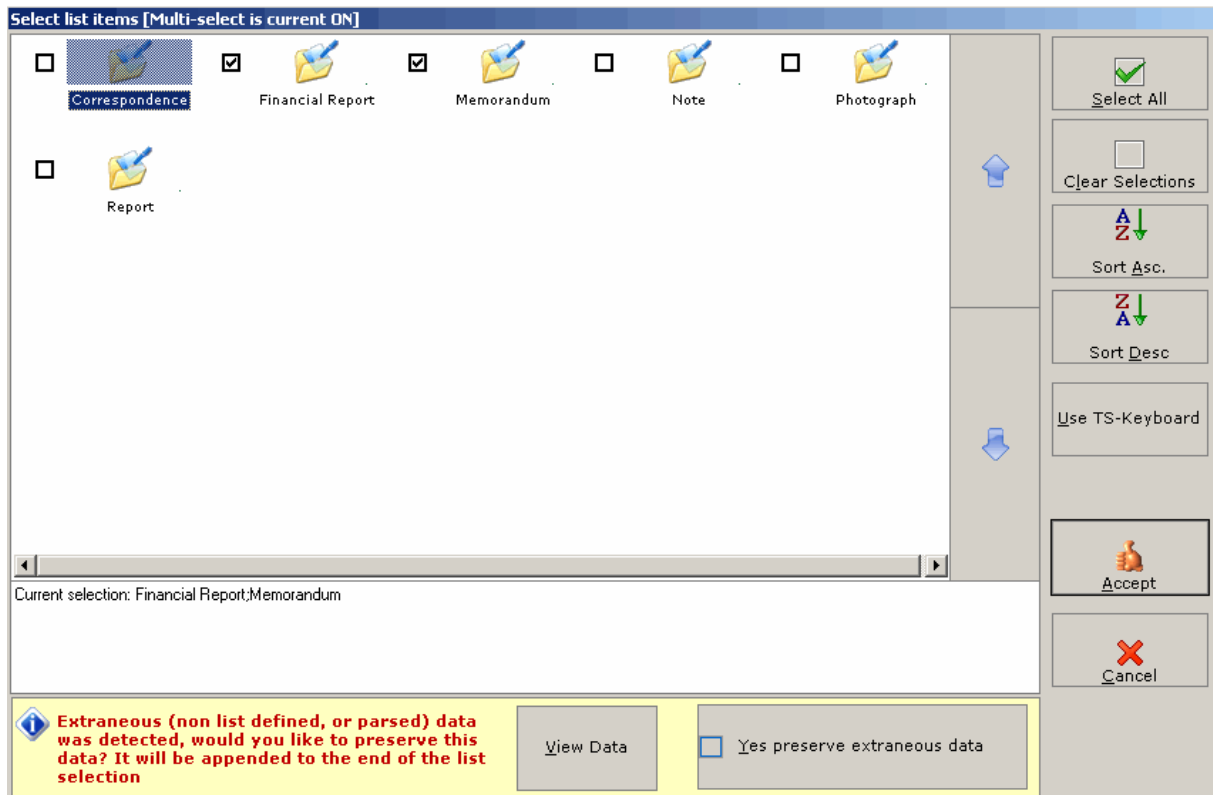 Select list items [Multi-select is current ON]
Correspondence
Financial Report
Memorandum
Note
Photograph
Report
Select All
Clear Selections
A
Z
Sort Asc.
Z
A
Sort Desc
Use TS-Keyboard
Accept
Cancel
Current selection: Financial Report;Memorandum
Extraneous (non list defined, or parsed) data
was detected, would you like to preserve this
data? It will be appended to the end of the list
selection
View Data
Yes preserve extraneous data